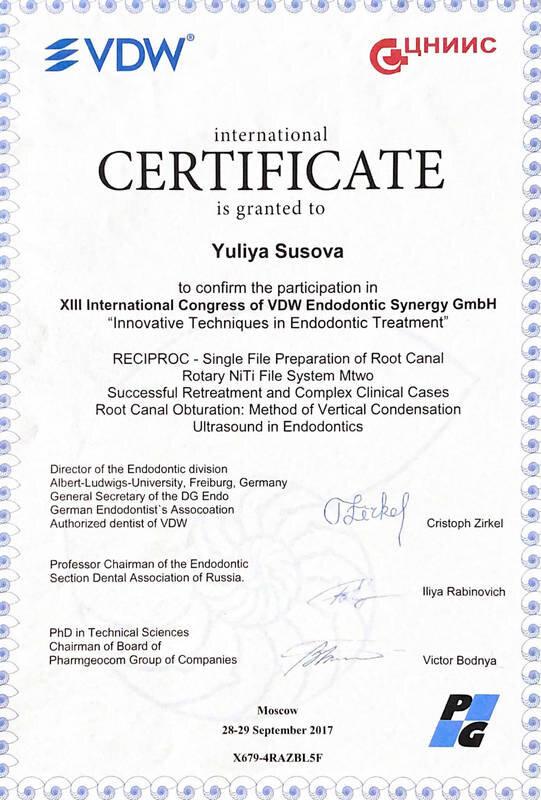 VDW®
ЦНИИС
international
CERTIFICATE
is granted to
Yuliya Susova
to confirm the participation in
XIII International Congress of VDW Endodontic Synergy GmbH
“Innovative Techniques in Endodontic Treatment”
RECIPROC - Single File Preparation of Root Canal
Rotary NiTi File System Mtwo
Successful Retreatment and Complex Clinical Cases
Root Canal Obturation: Method of Vertical Condensation
Ultrasound in Endodontics
Director of the Endodontic division
Albert-Ludwigs-University, Freiburg, Germany
General Secretary of the DG Endo
German Endodontist`s Assocoation
Authorized dentist of VDW
Cristoph Zirkel
Professor Chairman of the Endodontic
Section Dental Association of Russia.
Iliya Rabinovich
PhD in Technical Sciences
Chairman of Board of
Pharmgeocom Group of Companies
Victor Bodnya
PG
Moscow
28-29 September 2017
X679-4RAZBL5F